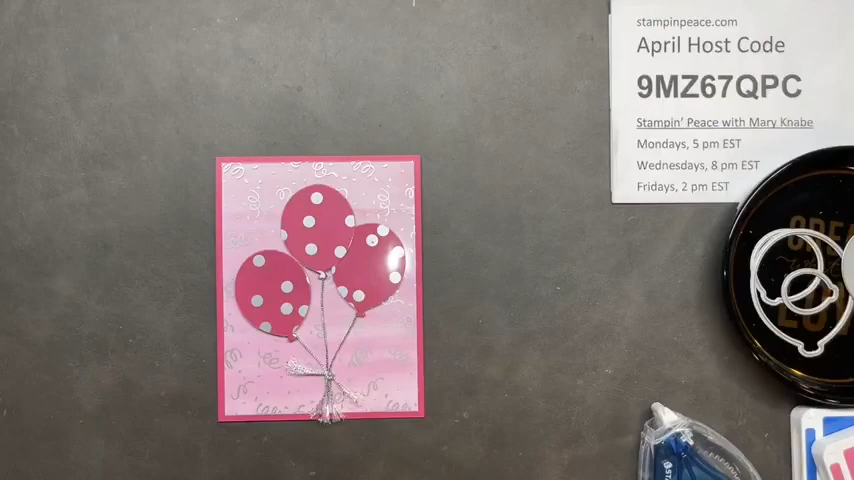 stampinpeace.com
April Host Code
9MZ67QPC
Stampin' Peace with Mary Knabe
Mondays, 5 pm EST
Wednesdays, 8 pm EST
Fridays, 2 pm EST